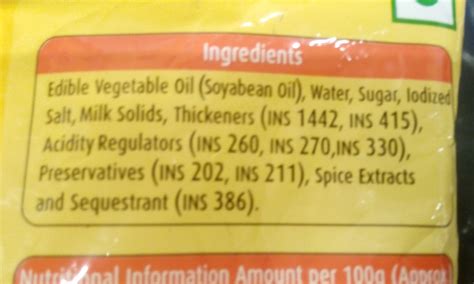 Ingredients
Edible Vegetable Oil (Soyabean Oil), Water, Sugar, Iodized
Salt, Milk Solids, Thickeners (INS 1442, INS 415),
Acidity Regulators (INS 260, INS 270,INS 330),
Preservatives (INS 202, INS 211), Spice Extracts
and Sequestrant (INS 386).
Nutritional Information Amount per 100g (Approx